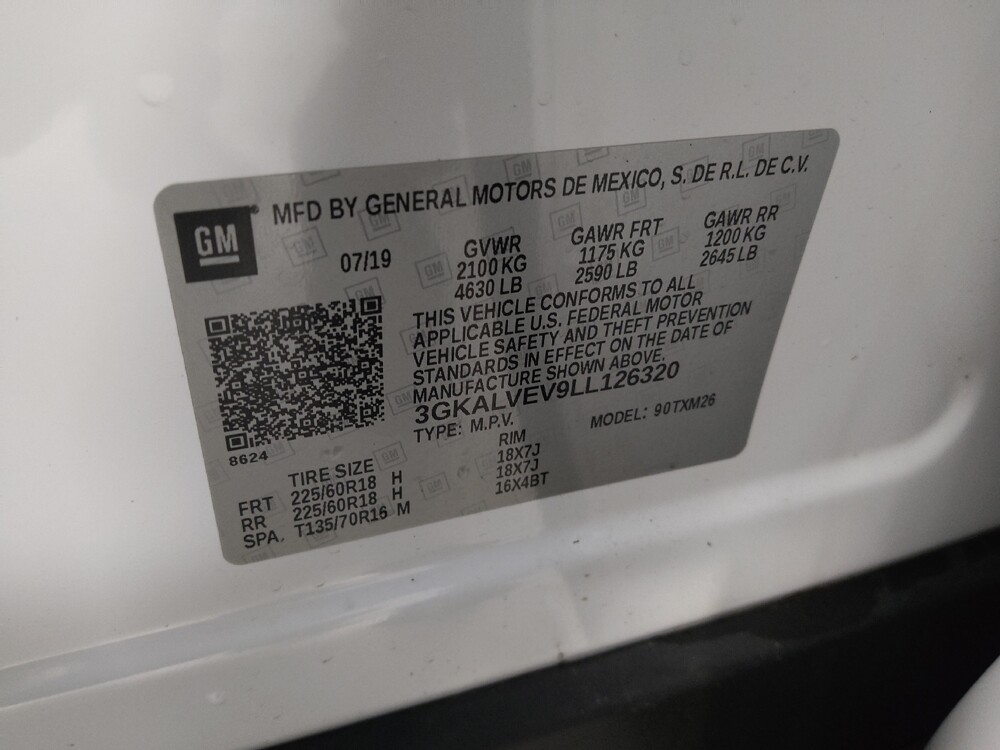 GM® MFD BY GENERAL MOTORS DE MEXICO, S. DE R.L. DE C.V.
07/19 GVWR GAWR FRT GAWR RR
2100 KG 1175 KG 1200 KG
4630 LB 2590 LB 2645 LB
THIS VEHICLE CONFORMS TO ALL
APPLICABLE U.S. FEDERAL MOTOR
VEHICLE SAFETY AND THEFT PREVENTION
STANDARDS IN EFFECT ON THE DATE OF
MANUFACTURE SHOWN ABOVE.
3GKALVEV9LL126320
TYPE: M.P.V. MODEL: 90TXM26
8624
TIRE SIZE RIM
FRT 225/60R18 H 18X7J
RR 225/60R18 H 18X7J
SPA. T135/70R16 M 16X4BT